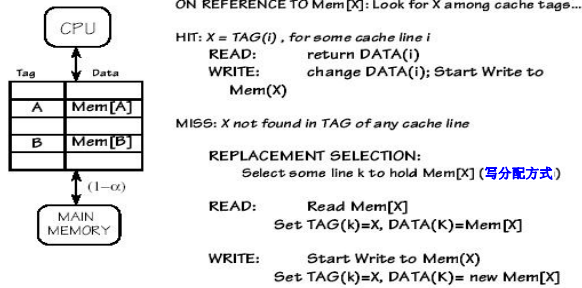 CPU
Tag Data
A Mem[A]
B Mem[B]
(1-α)
MAIN
MEMORY
ON REFERENCE TO Mem[X]: Look for X among cache tags...
HIT: X = TAG(i) , for some cache line i
READ: return DATA(i)
WRITE: change DATA(i); Start Write to
Mem(X)
MISS: X not found in TAG of any cache line
REPLACEMENT SELECTION:
Select some line k to hold Mem[X] (写分配方式)
READ: Read Mem[X]
Set TAG(k)=X, DATA(K)=Mem[X]
WRITE: Start Write to Mem(X)
Set TAG(k)=X, DATA(K)= new Mem[X]